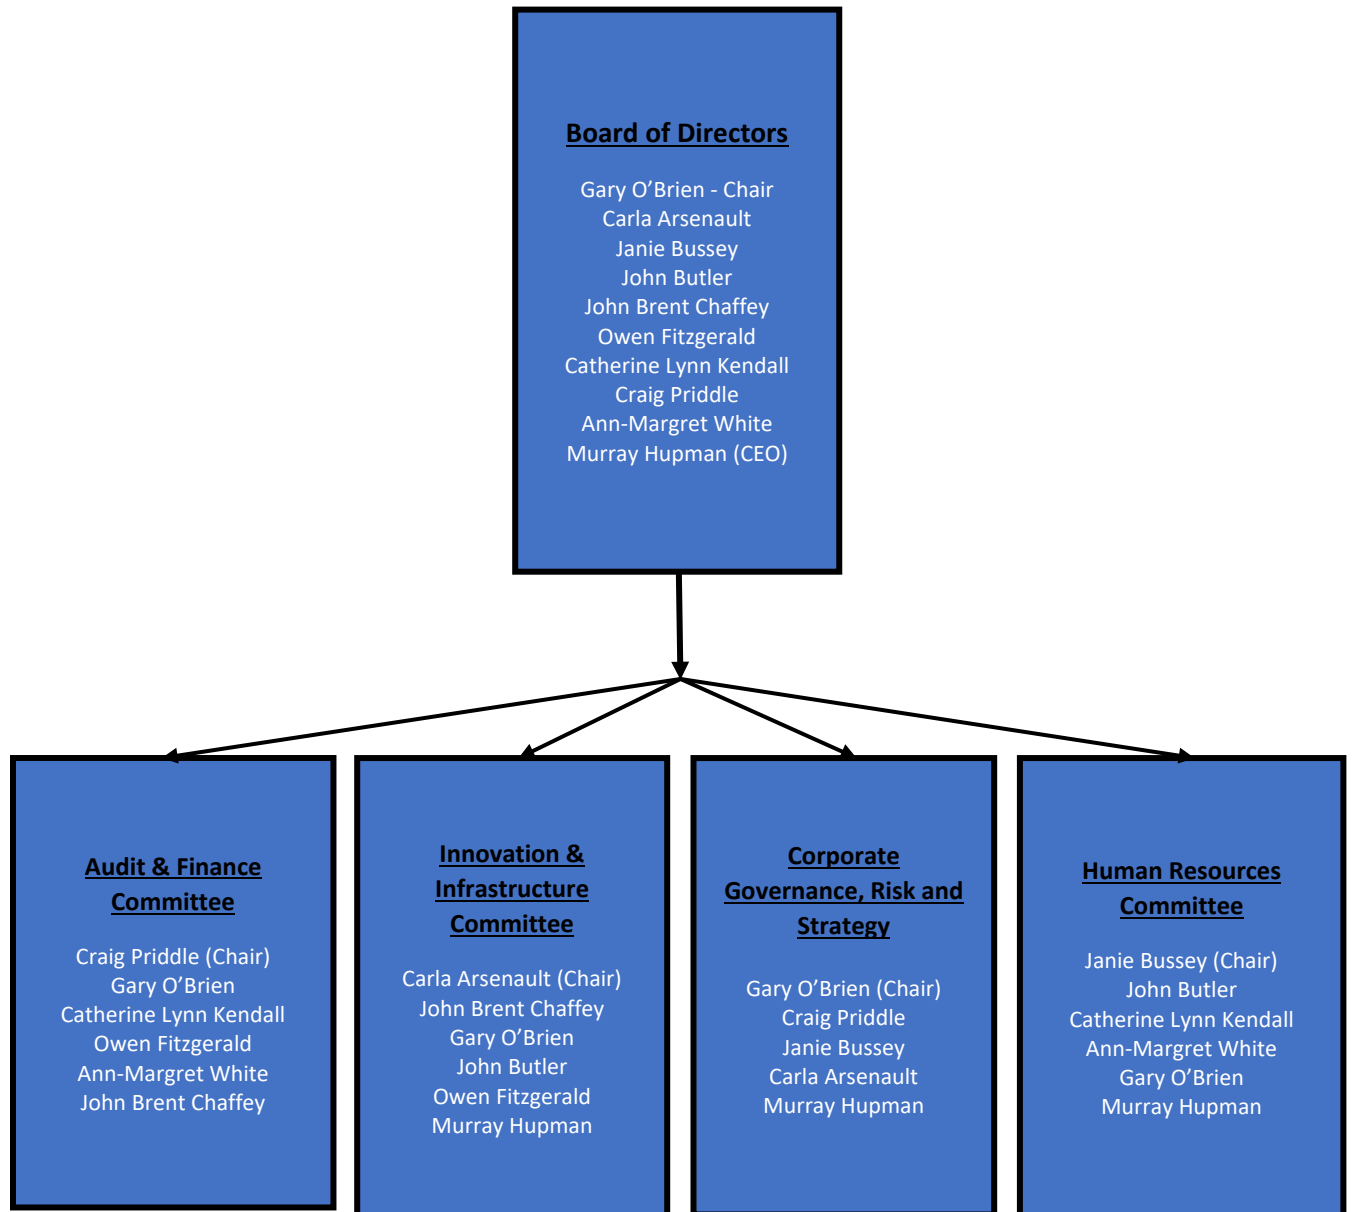 Board of Directors
Gary O’Brien - Chair
Carla Arsenault
Janie Bussey
John Butler
John Brent Chaffey
Owen Fitzgerald
Catherine Lynn Kendall
Craig Priddle
Ann-Margret White
Murray Hupman (CEO)
Audit & Finance
Committee
Craig Priddle (Chair)
Gary O’Brien
Catherine Lynn Kendall
Owen Fitzgerald
Ann-Margret White
John Brent Chaffey
Innovation &
Infrastructure
Committee
Carla Arsenault (Chair)
John Brent Chaffey
Gary O’Brien
John Butler
Owen Fitzgerald
Murray Hupman
Corporate
Governance, Risk and
Strategy
Gary O’Brien (Chair)
Craig Priddle
Janie Bussey
Carla Arsenault
Murray Hupman
Human Resources
Committee
Janie Bussey (Chair)
John Butler
Catherine Lynn Kendall
Ann-Margret White
Gary O’Brien
Murray Hupman